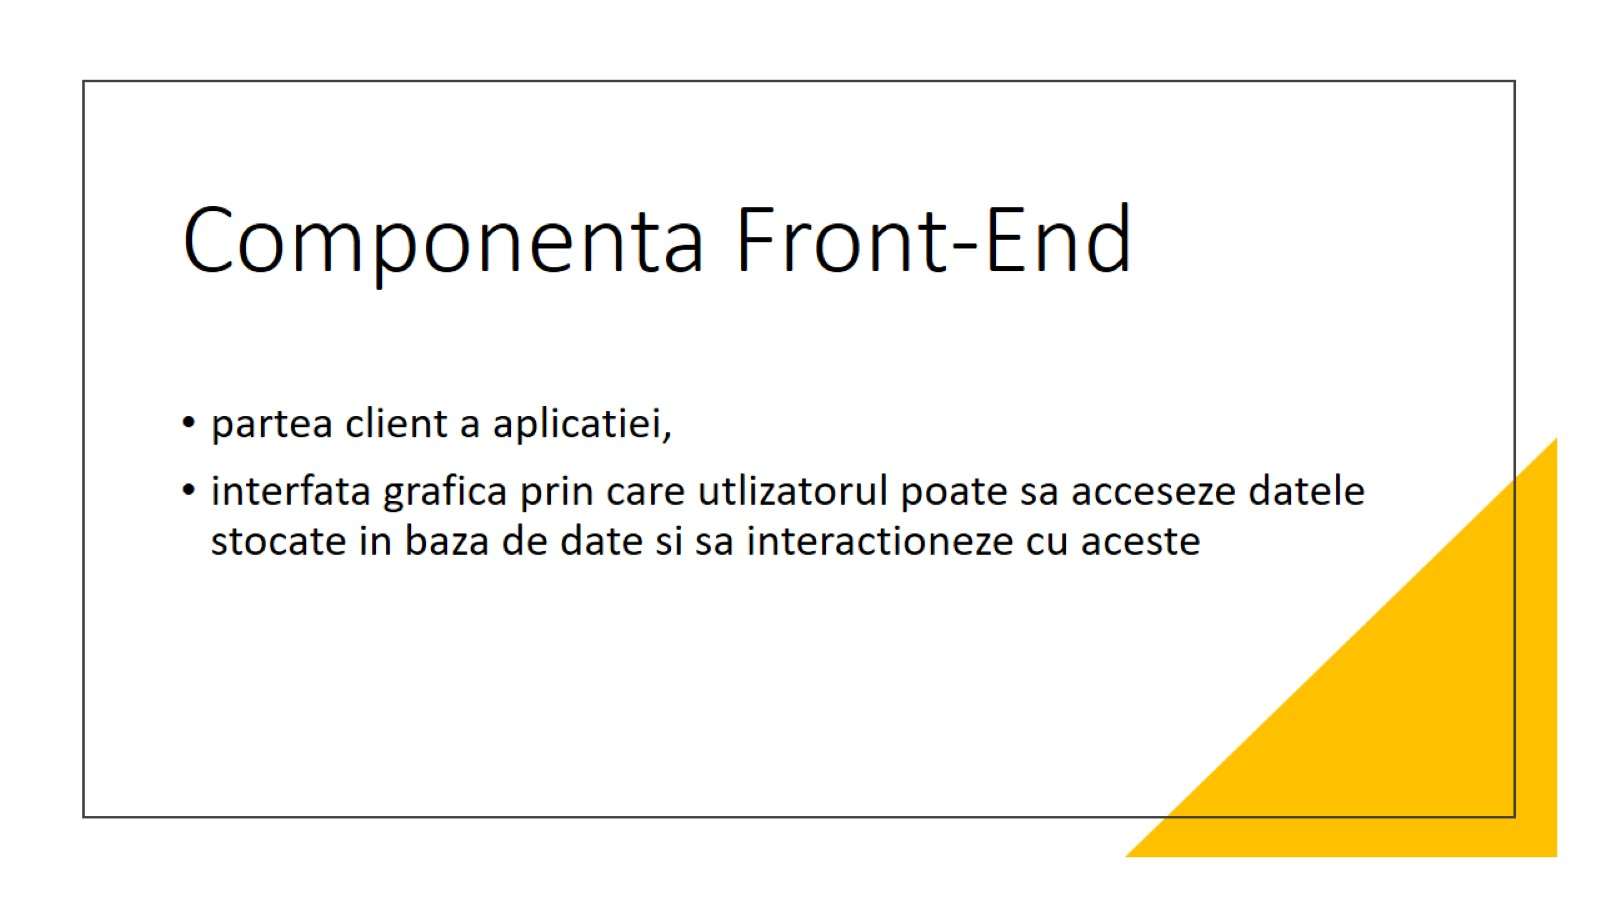 Componenta Front-End
• partea client a aplicatiei,
• interfata grafica prin care utlizatorul poate sa acceseze datele
stocate in baza de date si sa interactioneze cu aceste